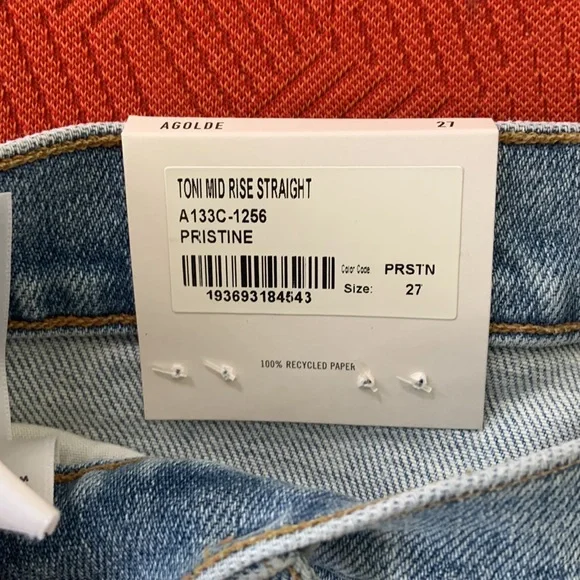 AGOLDE 27
TONI MID RISE STRAIGHT
A133C-1256
PRISTINE
Color Code PRSTN
193693184543 Size: 27
100% RECYCLED PAPER